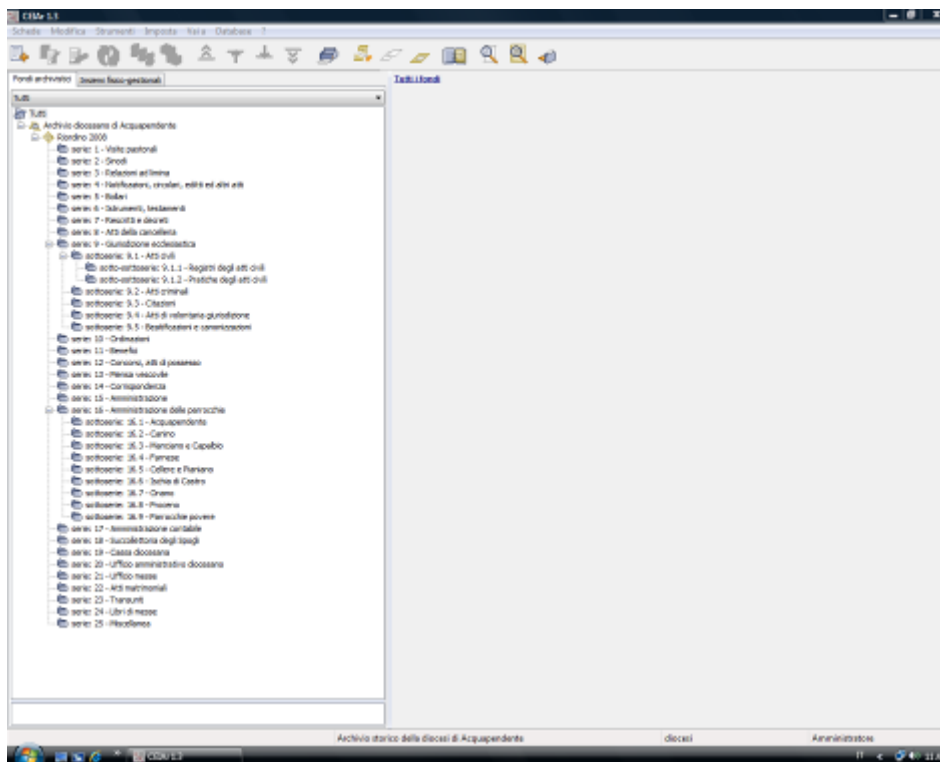 CEIAr 1.3
Scheda Modifica Strumenti Imposta Vai a Database ?
Fondi archivistici Insiemi fisico-gestionali
Tutti i fondi
Tutti
Tutti
Archivio diocesano di Acquapendente
Riordino 2008
serie: 1 - Visite pastorali
serie: 2 - Sinodi
serie: 3 - Relazioni ad limina
serie: 4 - Notificazioni, circolari, editti ed altri atti
serie: 5 - Bollari
serie: 6 - Istrumenti, testamenti
serie: 7 - Rescritti e decreti
serie: 8 - Atti della cancelleria
serie: 9 - Giurisdizione ecclesiastica
sottoserie: 9.1 - Atti civili
sotto-sottoserie: 9.1.1 - Registri degli atti civili
sotto-sottoserie: 9.1.2 - Pratiche degli atti civili
sottoserie: 9.2 - Atti criminali
sottoserie: 9.3 - Citazioni
sottoserie: 9.4 - Atti di volontaria giurisdizione
sottoserie: 9.5 - Beatificazioni e canonizzazioni
serie: 10 - Ordinazioni
serie: 11 - Benefici
serie: 12 - Concorsi, atti di possesso
serie: 13 - Mensa vescovile
serie: 14 - Corrispondenza
serie: 15 - Amministrazione
serie: 16 - Amministrazione delle parrocchie
sottoserie: 16.1 - Acquapendente
sottoserie: 16.2 - Canino
sottoserie: 16.3 - Manciano e Capalbio
sottoserie: 16.4 - Farnese
sottoserie: 16.5 - Cellere e Pianiano
sottoserie: 16.6 - Ischia di Castro
sottoserie: 16.7 - Onano
sottoserie: 16.8 - Proceno
sottoserie: 16.9 - Parrocchie povere
serie: 17 - Amministrazione contabile
serie: 18 - Succollettoria degli Spogli
serie: 19 - Cassa diocesana
serie: 20 - Ufficio amministrativo diocesano
serie: 21 - Ufficio messe
serie: 22 - Atti matrimoniali
serie: 23 - Transunti
serie: 24 - Libri di messe
serie: 25 - Miscellanea
Archivio storico della diocesi di Acquapendente diocesi Amministratore
CEIAr 1.3 IT